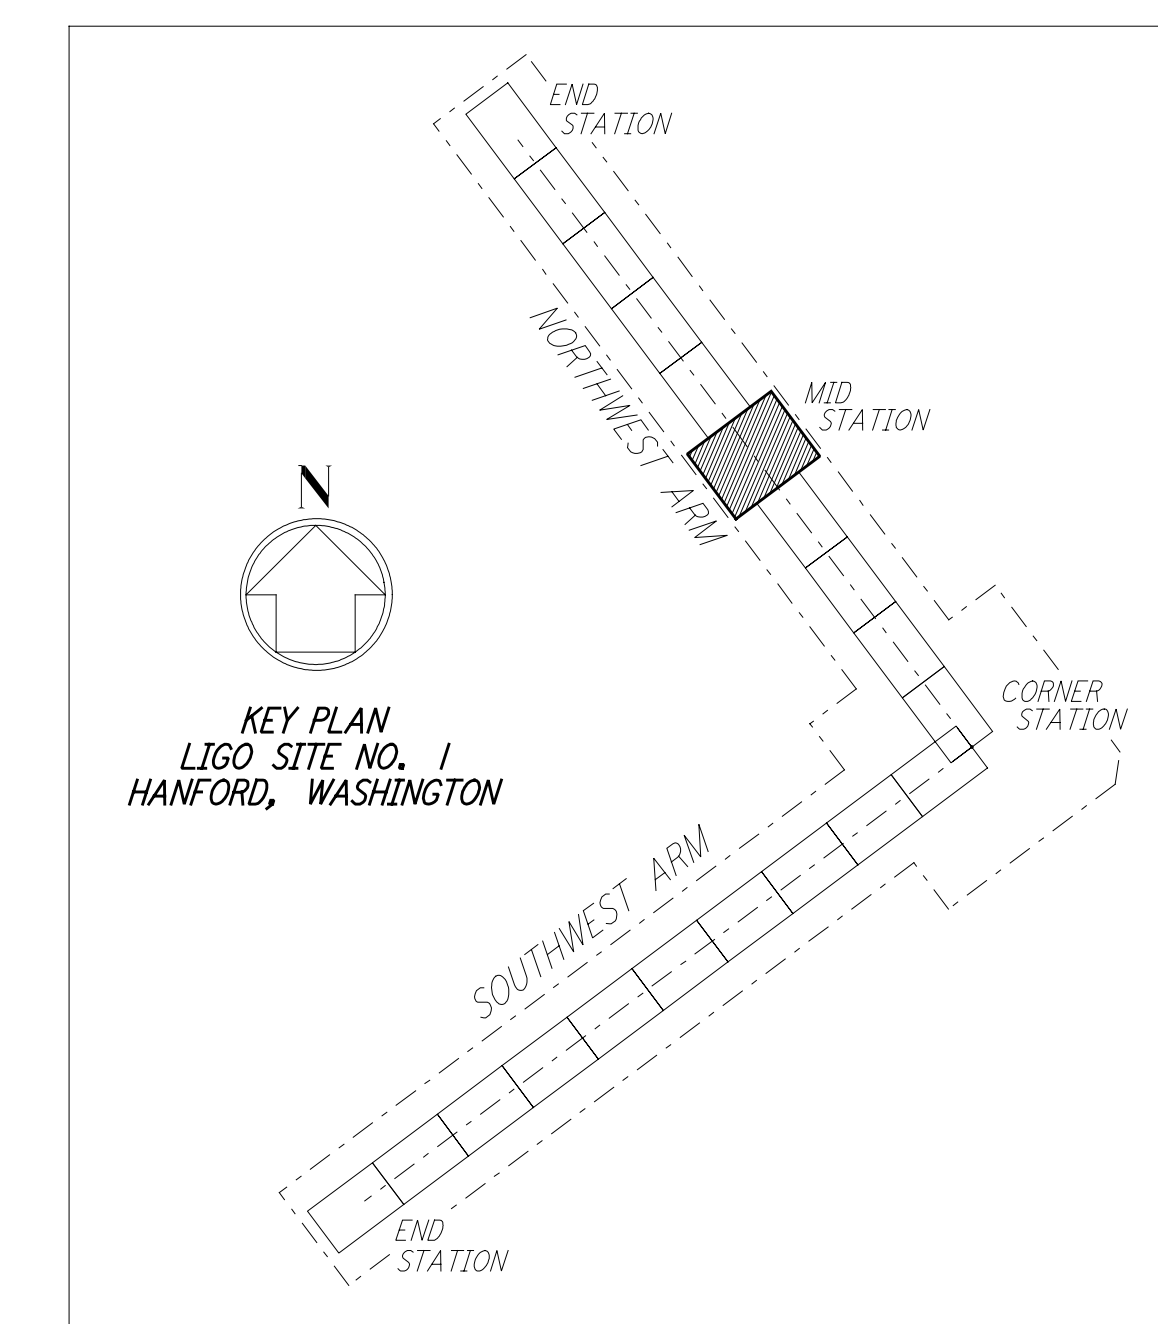 END
STATION
NORTHWEST ARM
MID
STATION
N
KEY PLAN
LIGO SITE NO. 1
HANFORD, WASHINGTON
CORNER
STATION
SOUTHWEST ARM
END
STATION